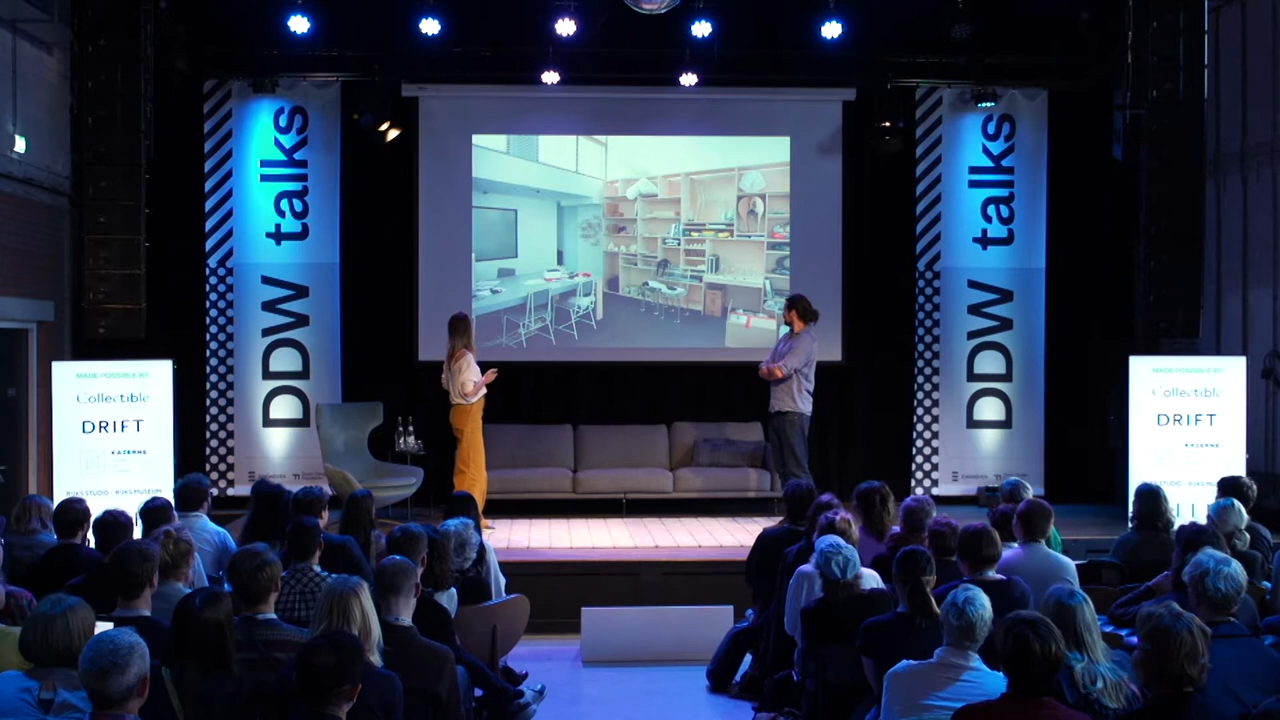 DDW talks
DDW talks
MADE POSSIBLE BY
Collectible
DRIFT
KAZERNE
RIJKS STUDIO RIJKS MUSEUM
MADE POSSIBLE BY
Collectible
DRIFT
KAZERNE